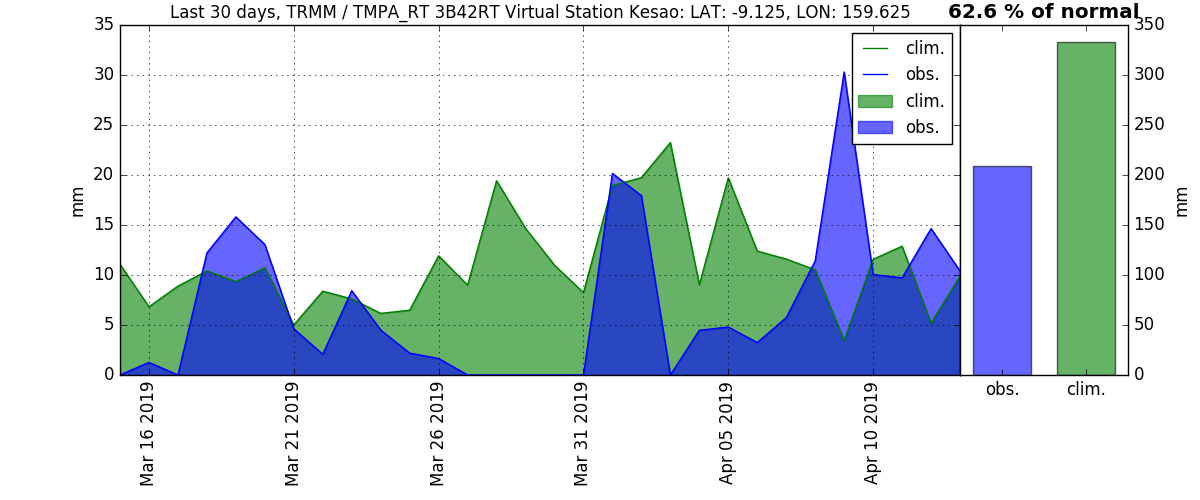 Last 30 days, TRMM / TMPA_RT 3B42RT Virtual Station Kesao: LAT: -9.125, LON: 159.625
62.6 % of normal
35
30
25
20
15
10
5
0
mm
clim.
obs.
clim.
obs.
350
300
250
200
150
100
50
0
mm
Mar 16 2019
Mar 21 2019
Mar 26 2019
Mar 31 2019
Apr 05 2019
Apr 10 2019
obs.
clim.